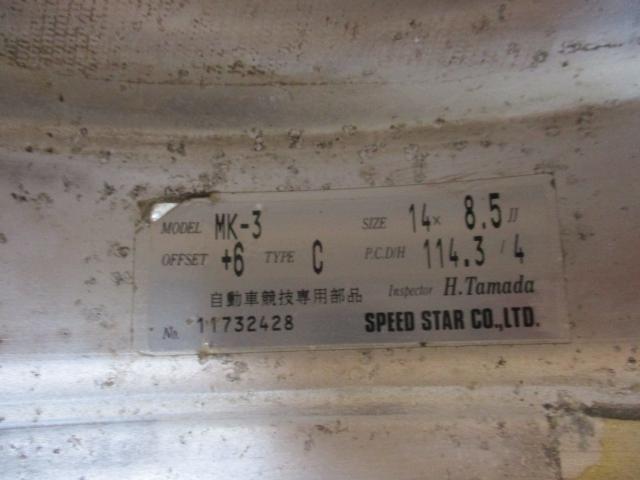 MODEL MK-3 SIZE 14× 8.5 JJ
OFFSET +6 TYPE C P.C.D/H 114.3 / 4
自動車競技専用部品 Inspector H.Tamada
No. 11732428 SPEED STAR CO.,LTD.